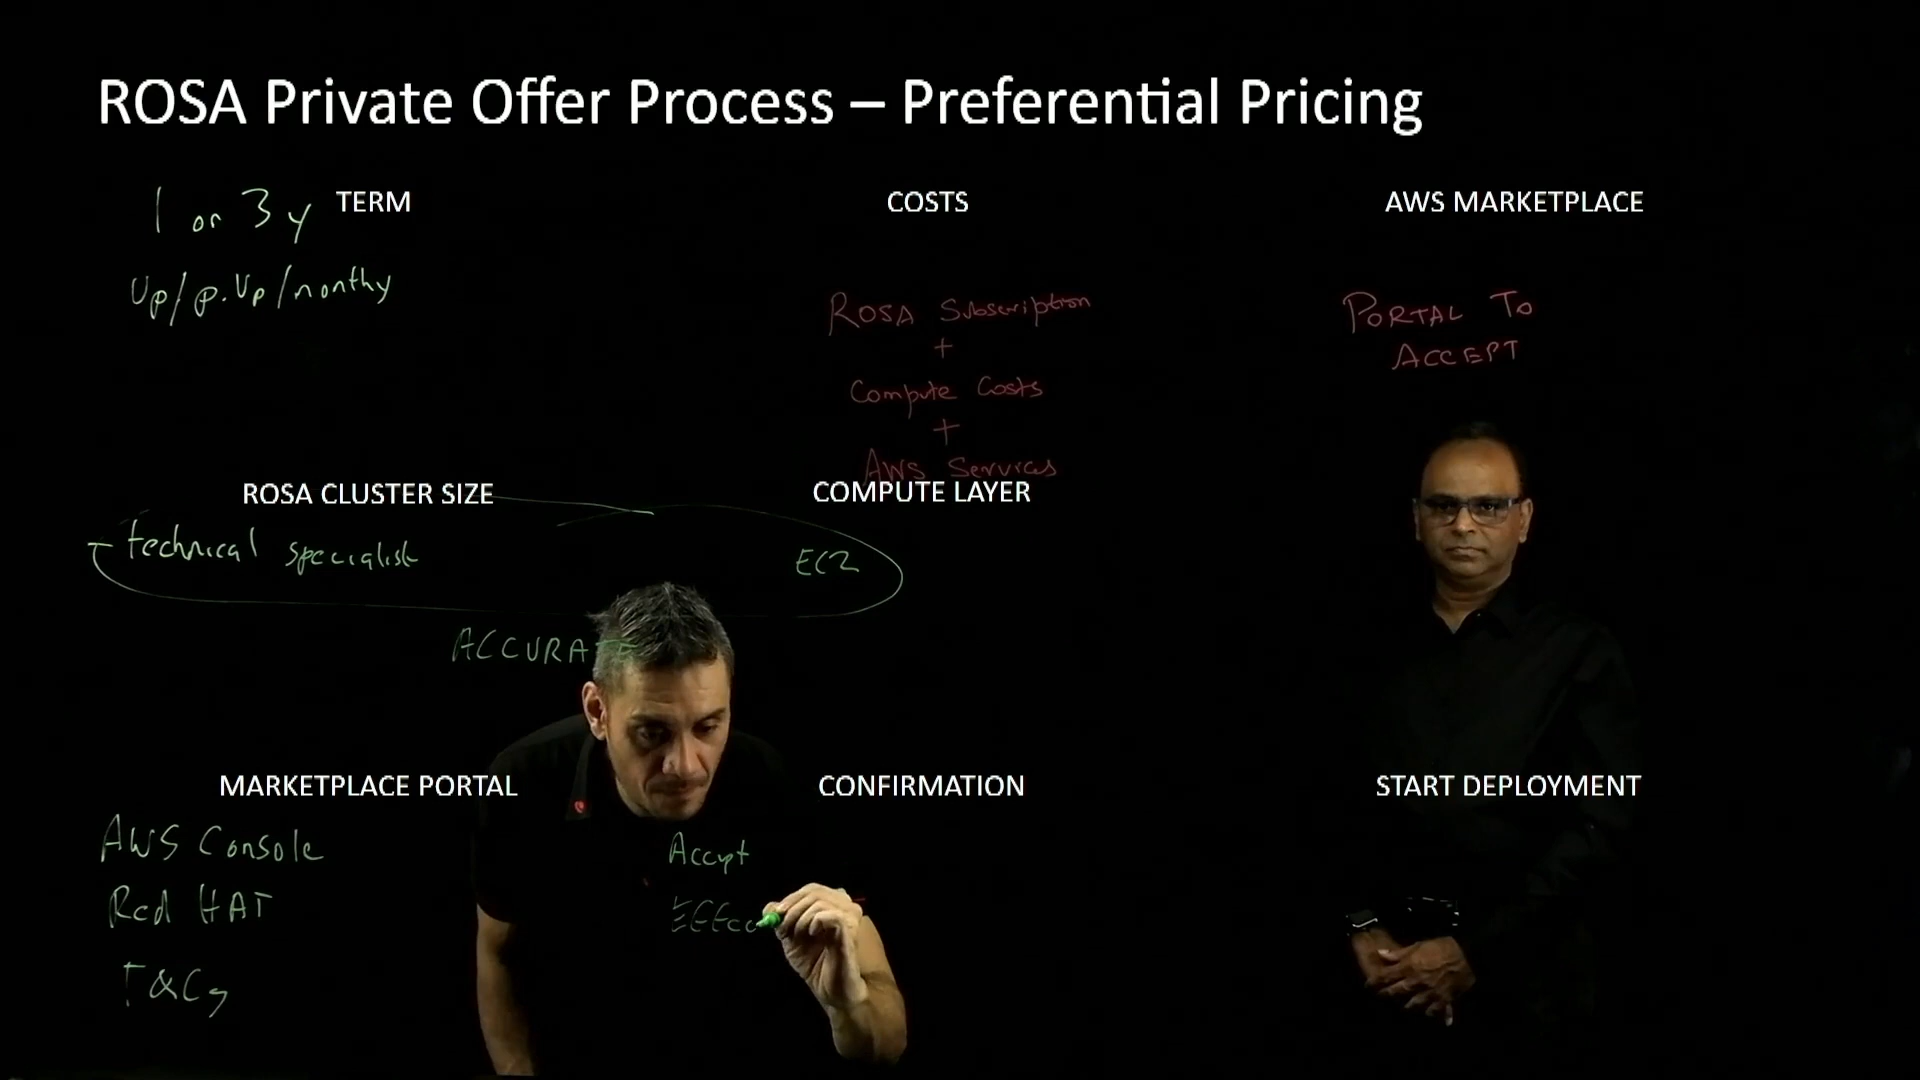 ROSA Private Offer Process – Preferential Pricing
TERM
1 or 3 y
Up/p.Up/monthy
COSTS
ROSA Subscription
+
Compute Costs
+
AWS Services
AWS MARKETPLACE
PORTAL TO
ACCEPT
ROSA CLUSTER SIZE
technical specialist
COMPUTE LAYER
EC2
ACCURATE
MARKETPLACE PORTAL
AWS Console
Red HAT
T&Cs
CONFIRMATION
Accept
START DEPLOYMENT